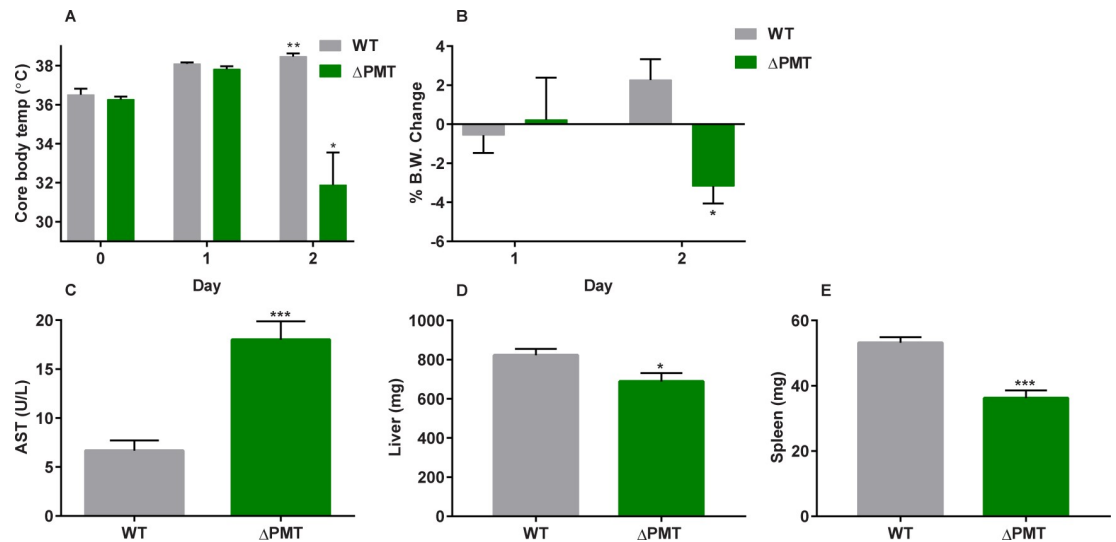 A
WT
ΔPMT
**
*
Core body temp (°C)
38
36
34
32
30
0
1
2
Day
B
WT
ΔPMT
% B.W. Change
4
2
0
-2
-4
-6
*
1
2
Day
C
***
AST (U/L)
20
15
10
5
0
WT
ΔPMT
D
*
Liver (mg)
1000
800
600
400
200
0
WT
ΔPMT
E
***
Spleen (mg)
60
40
20
0
WT
ΔPMT